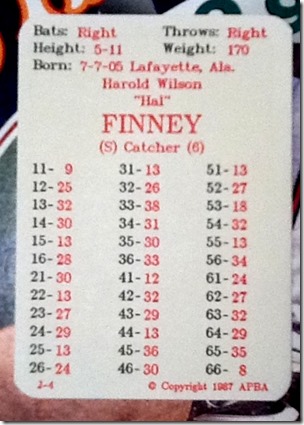 Bats: Right Throws: Right
Height: 5-11 Weight: 170
Born: 7-7-05 Lafayette, Ala.
Harold Wilson
"Hal"
FINNEY
(S) Catcher (6)
11- 9 31-13 51-13
12-25 32-26 52-27
13-32 33-38 53-18
14-30 34-31 54-32
15-13 35-30 55-13
16-28 36-33 56-34
21-30 41-12 61-24
22-13 42-32 62-27
23-27 43-29 63-32
24-29 44-13 64-29
25-13 45-36 65-35
26-24 46-30 66- 8
J-4 © Copyright 1987 APBA